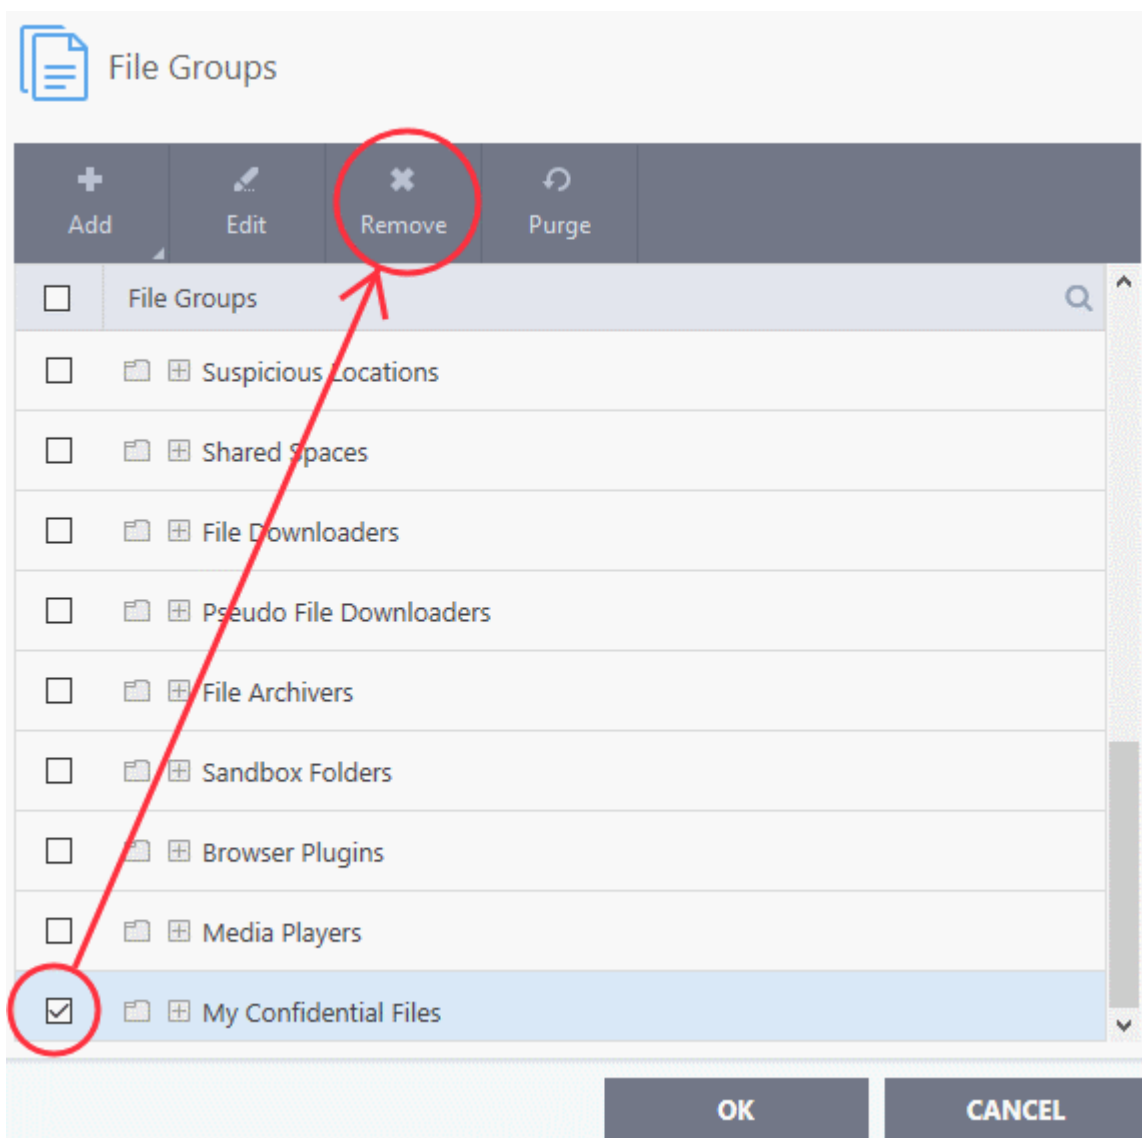 File Groups
Add Edit Remove Purge
File Groups
Suspicious Locations
Shared Spaces
File Downloaders
Pseudo File Downloaders
File Archivers
Sandbox Folders
Browser Plugins
Media Players
My Confidential Files
OK CANCEL